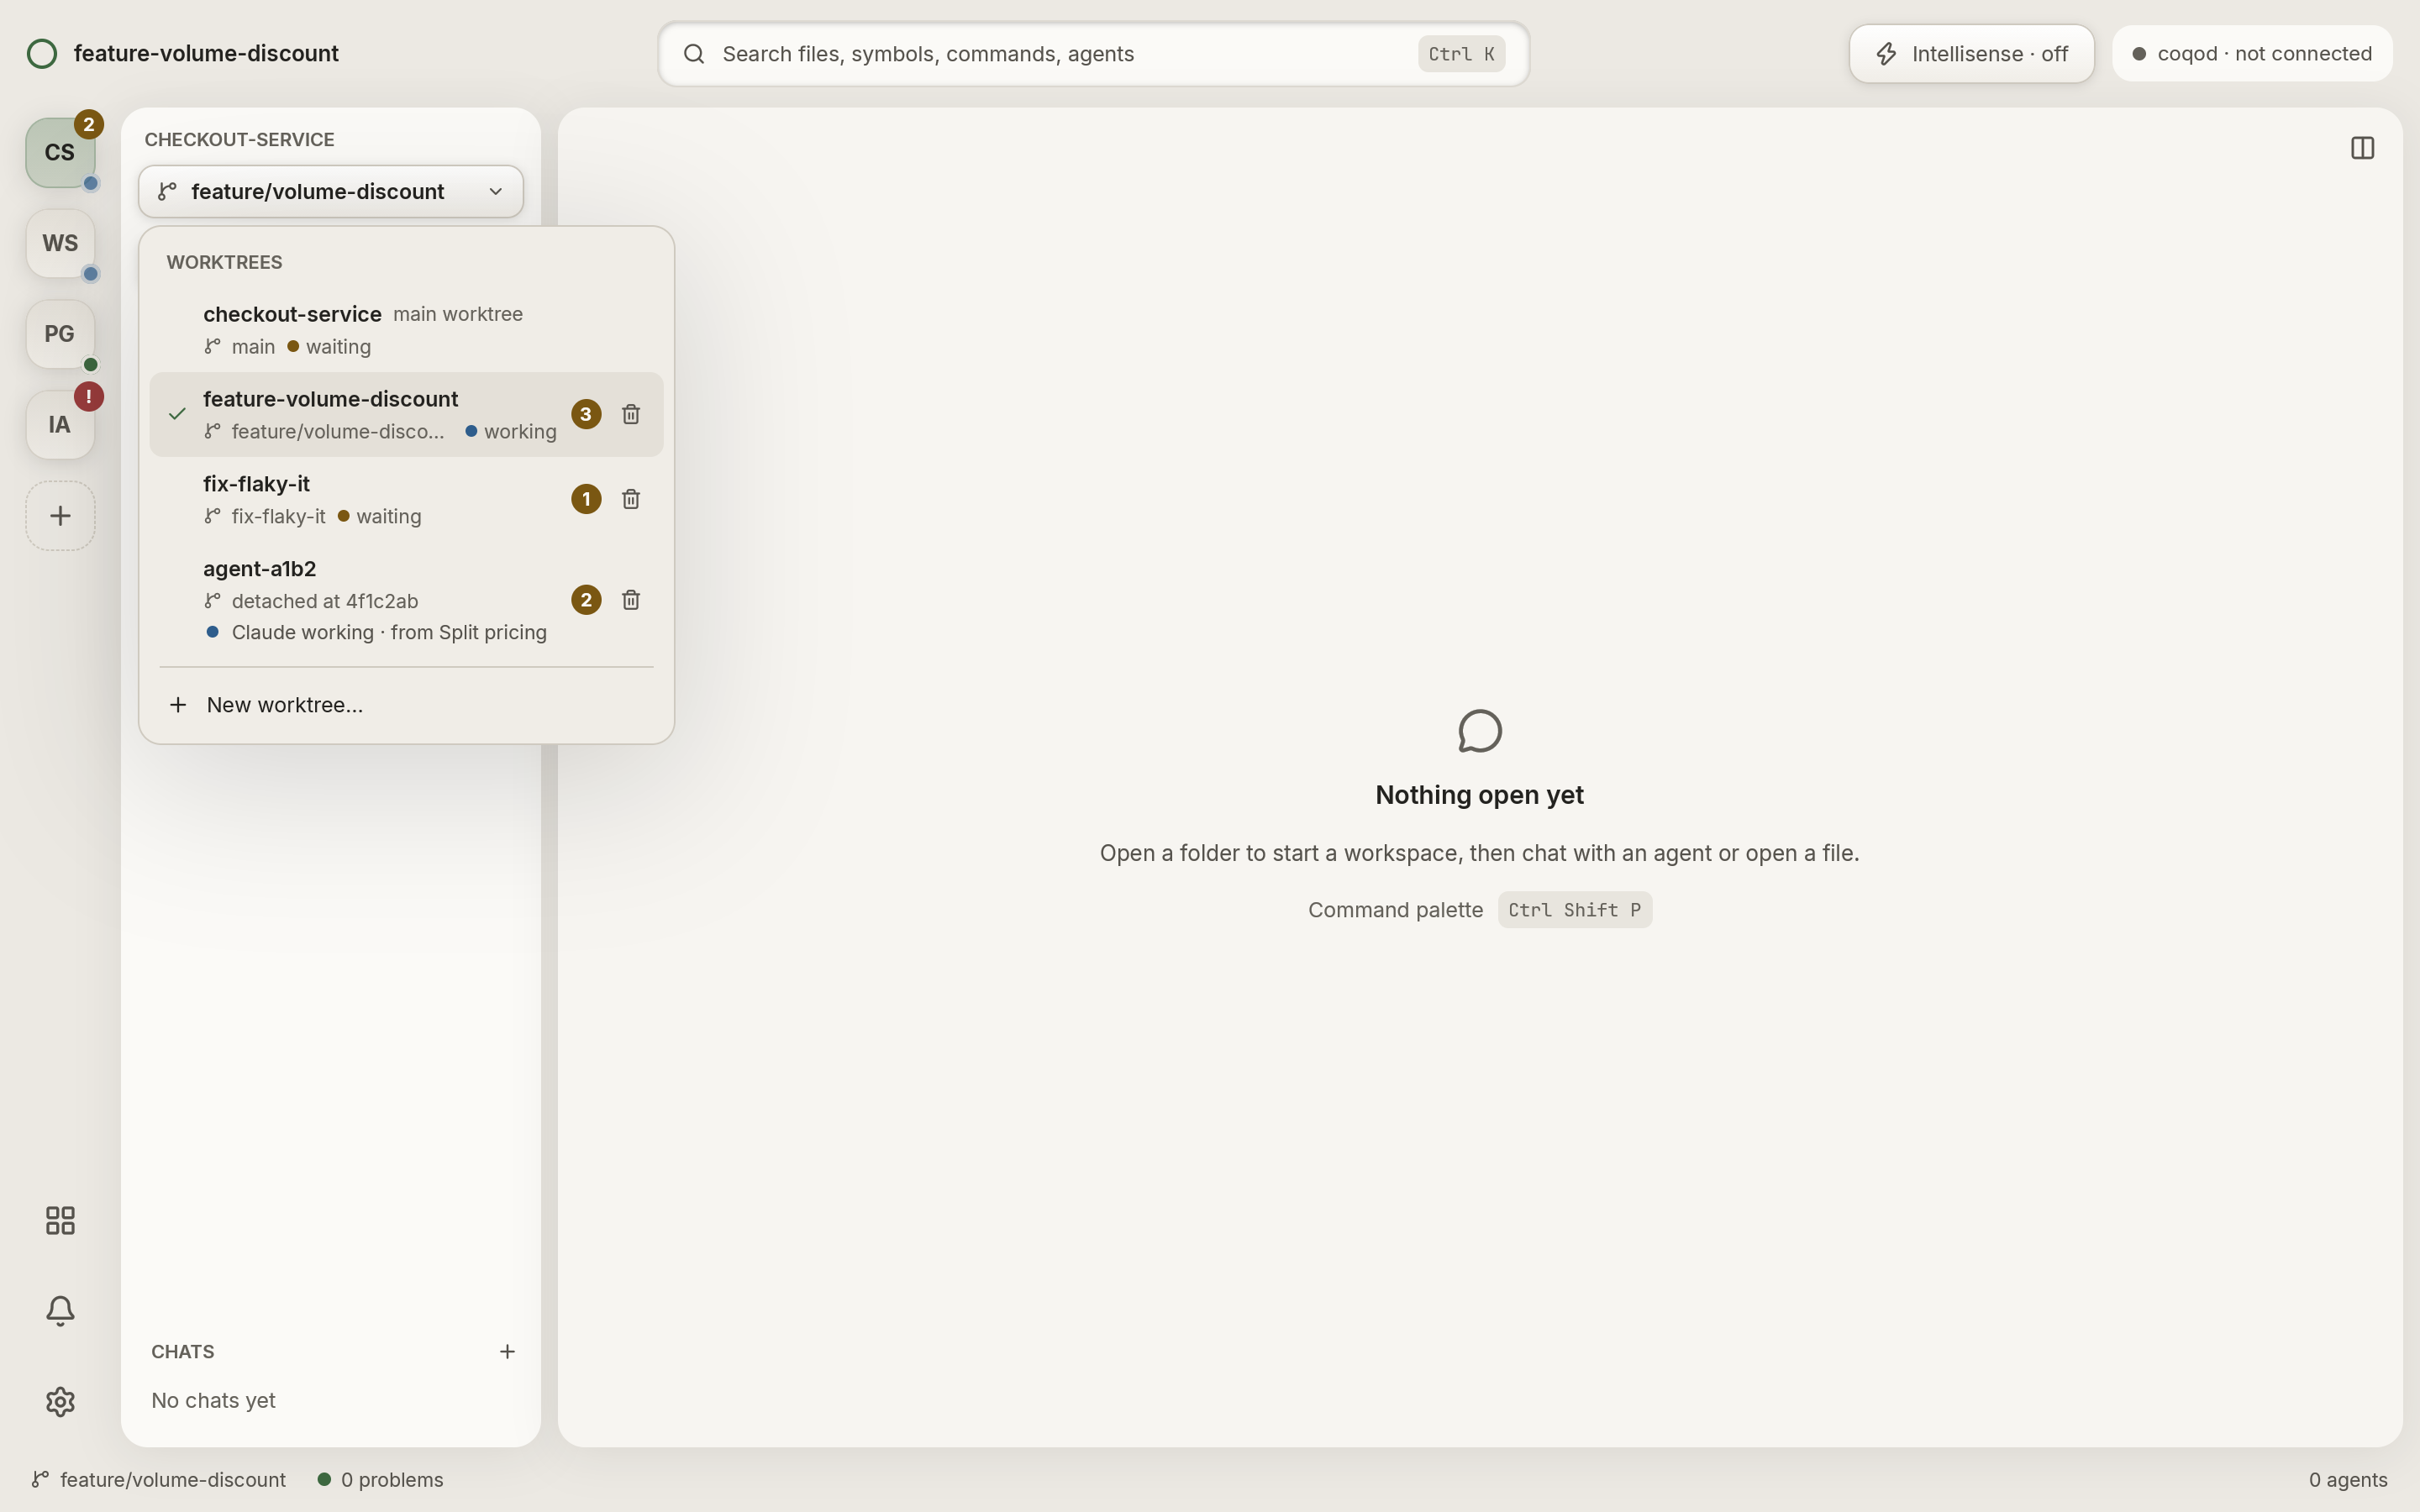 feature-volume-discount
Search files, symbols, commands, agents
Ctrl K
Intellisense · off
coqod · not connected
CS
2
WS
PG
IA
!
CHECKOUT-SERVICE
feature/volume-discount
WORKTREES
checkout-service main worktree
main waiting
feature-volume-discount
feature/volume-disco... working
3
fix-flaky-it
fix-flaky-it waiting
1
agent-a1b2
detached at 4f1c2ab
Claude working · from Split pricing
2
New worktree...
Nothing open yet
Open a folder to start a workspace, then chat with an agent or open a file.
Command palette Ctrl Shift P
CHATS
No chats yet
feature/volume-discount
0 problems
0 agents